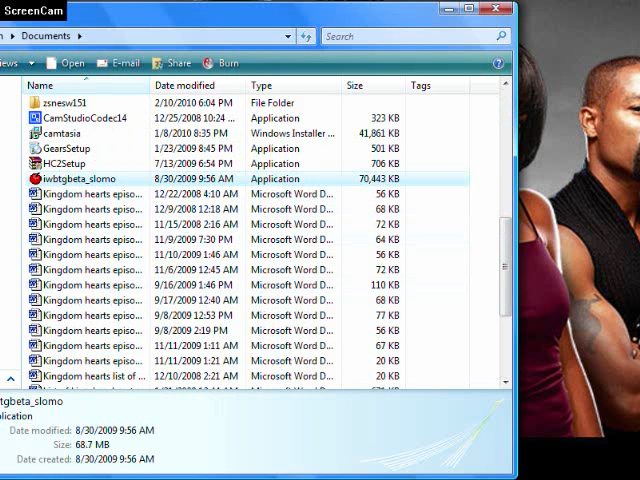 ScreenCam
Documents
Search
iews Open E-mail Share Burn
Name Date modified Type Size Tags
zsnesw151 2/10/2010 6:04 PM File Folder
CamStudioCodec14 12/25/2008 10:24 ... Application 323 KB
camtasia 1/8/2010 8:35 PM Windows Installer ... 41,861 KB
GearsSetup 1/23/2009 8:45 PM Application 501 KB
HC2Setup 7/13/2009 6:54 PM Application 706 KB
iwbtgbeta_slomo 8/30/2009 9:56 AM Application 70,443 KB
Kingdom hearts episo... 12/22/2008 4:10 AM Microsoft Word D... 56 KB
Kingdom hearts episo... 12/9/2008 12:18 AM Microsoft Word D... 68 KB
Kingdom hearts episo... 11/15/2008 2:16 AM Microsoft Word D... 72 KB
Kingdom hearts episo... 11/9/2009 7:30 PM Microsoft Word D... 64 KB
Kingdom hearts episo... 11/10/2009 1:46 AM Microsoft Word D... 56 KB
Kingdom hearts episo... 11/6/2009 12:45 AM Microsoft Word D... 72 KB
Kingdom hearts episo... 9/16/2009 1:46 PM Microsoft Word D... 110 KB
Kingdom hearts episo... 9/17/2009 12:40 AM Microsoft Word D... 68 KB
Kingdom hearts episo... 9/8/2009 12:53 PM Microsoft Word D... 77 KB
Kingdom hearts episo... 9/8/2009 2:19 PM Microsoft Word D... 56 KB
Kingdom hearts episo... 11/11/2009 1:11 AM Microsoft Word D... 67 KB
Kingdom hearts episo... 11/11/2009 1:21 AM Microsoft Word D... 20 KB
Kingdom hearts list of ... 11/20/2009 2:21 AM Microsoft Word D... 20 KB
tgbeta_slomo
plication
Date modified: 8/30/2009 9:56 AM
Size: 68.7 MB
Date created: 8/30/2009 9:56 AM